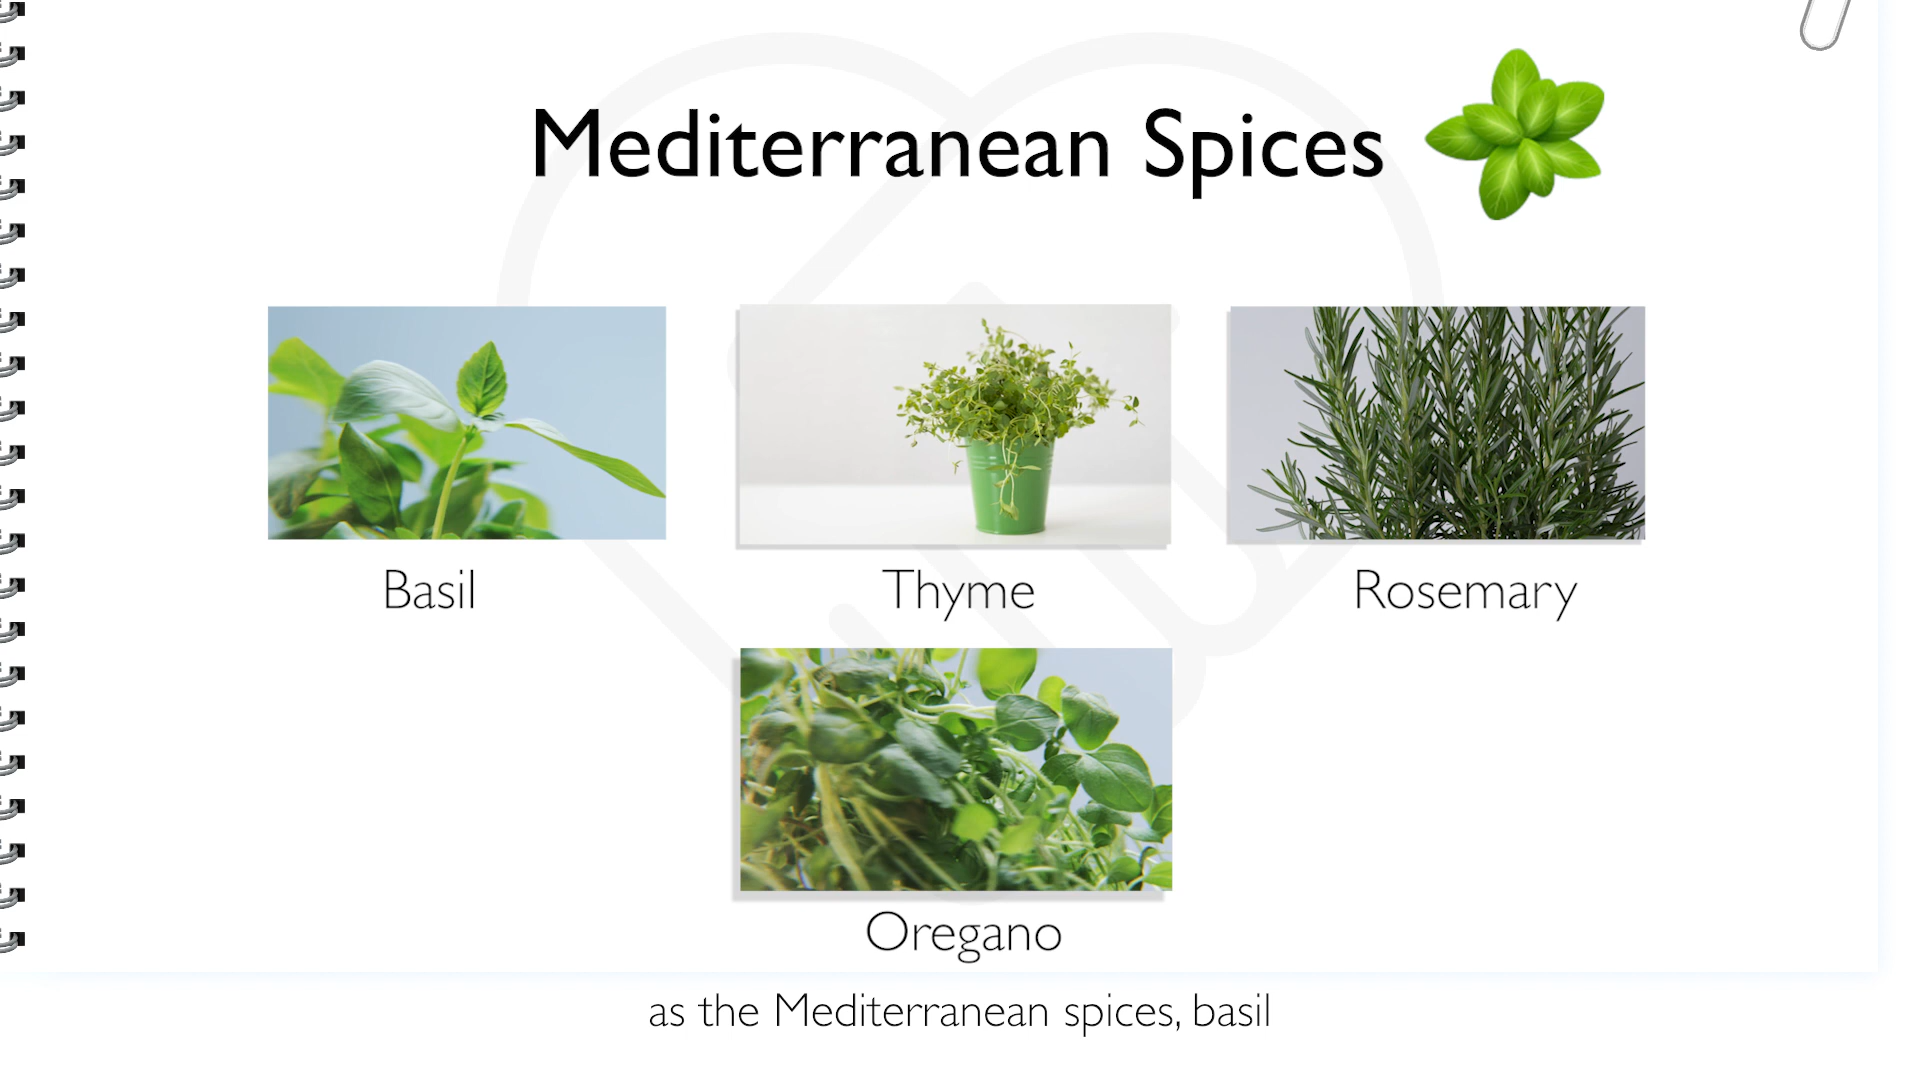 Mediterranean Spices
Basil
Thyme
Rosemary
Oregano
as the Mediterranean spices, basil